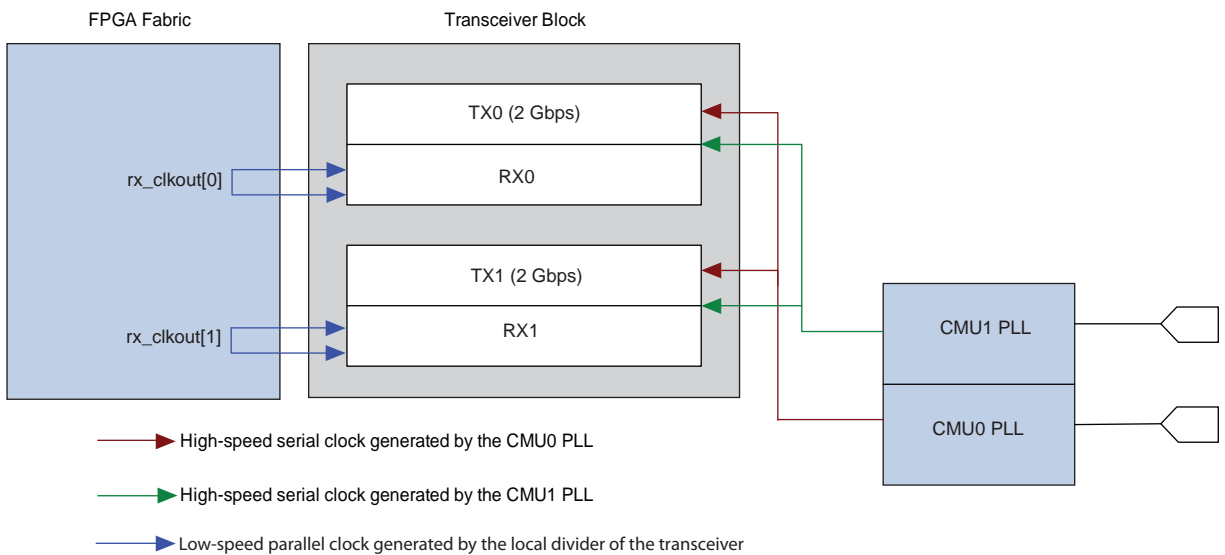 FPGA Fabric
Transceiver Block
TX0 (2 Gbps)
rx_clkout[0]
RX0
TX1 (2 Gbps)
rx_clkout[1]
RX1
CMU1 PLL
CMU0 PLL
High-speed serial clock generated by the CMU0 PLL
High-speed serial clock generated by the CMU1 PLL
Low-speed parallel clock generated by the local divider of the transceiver